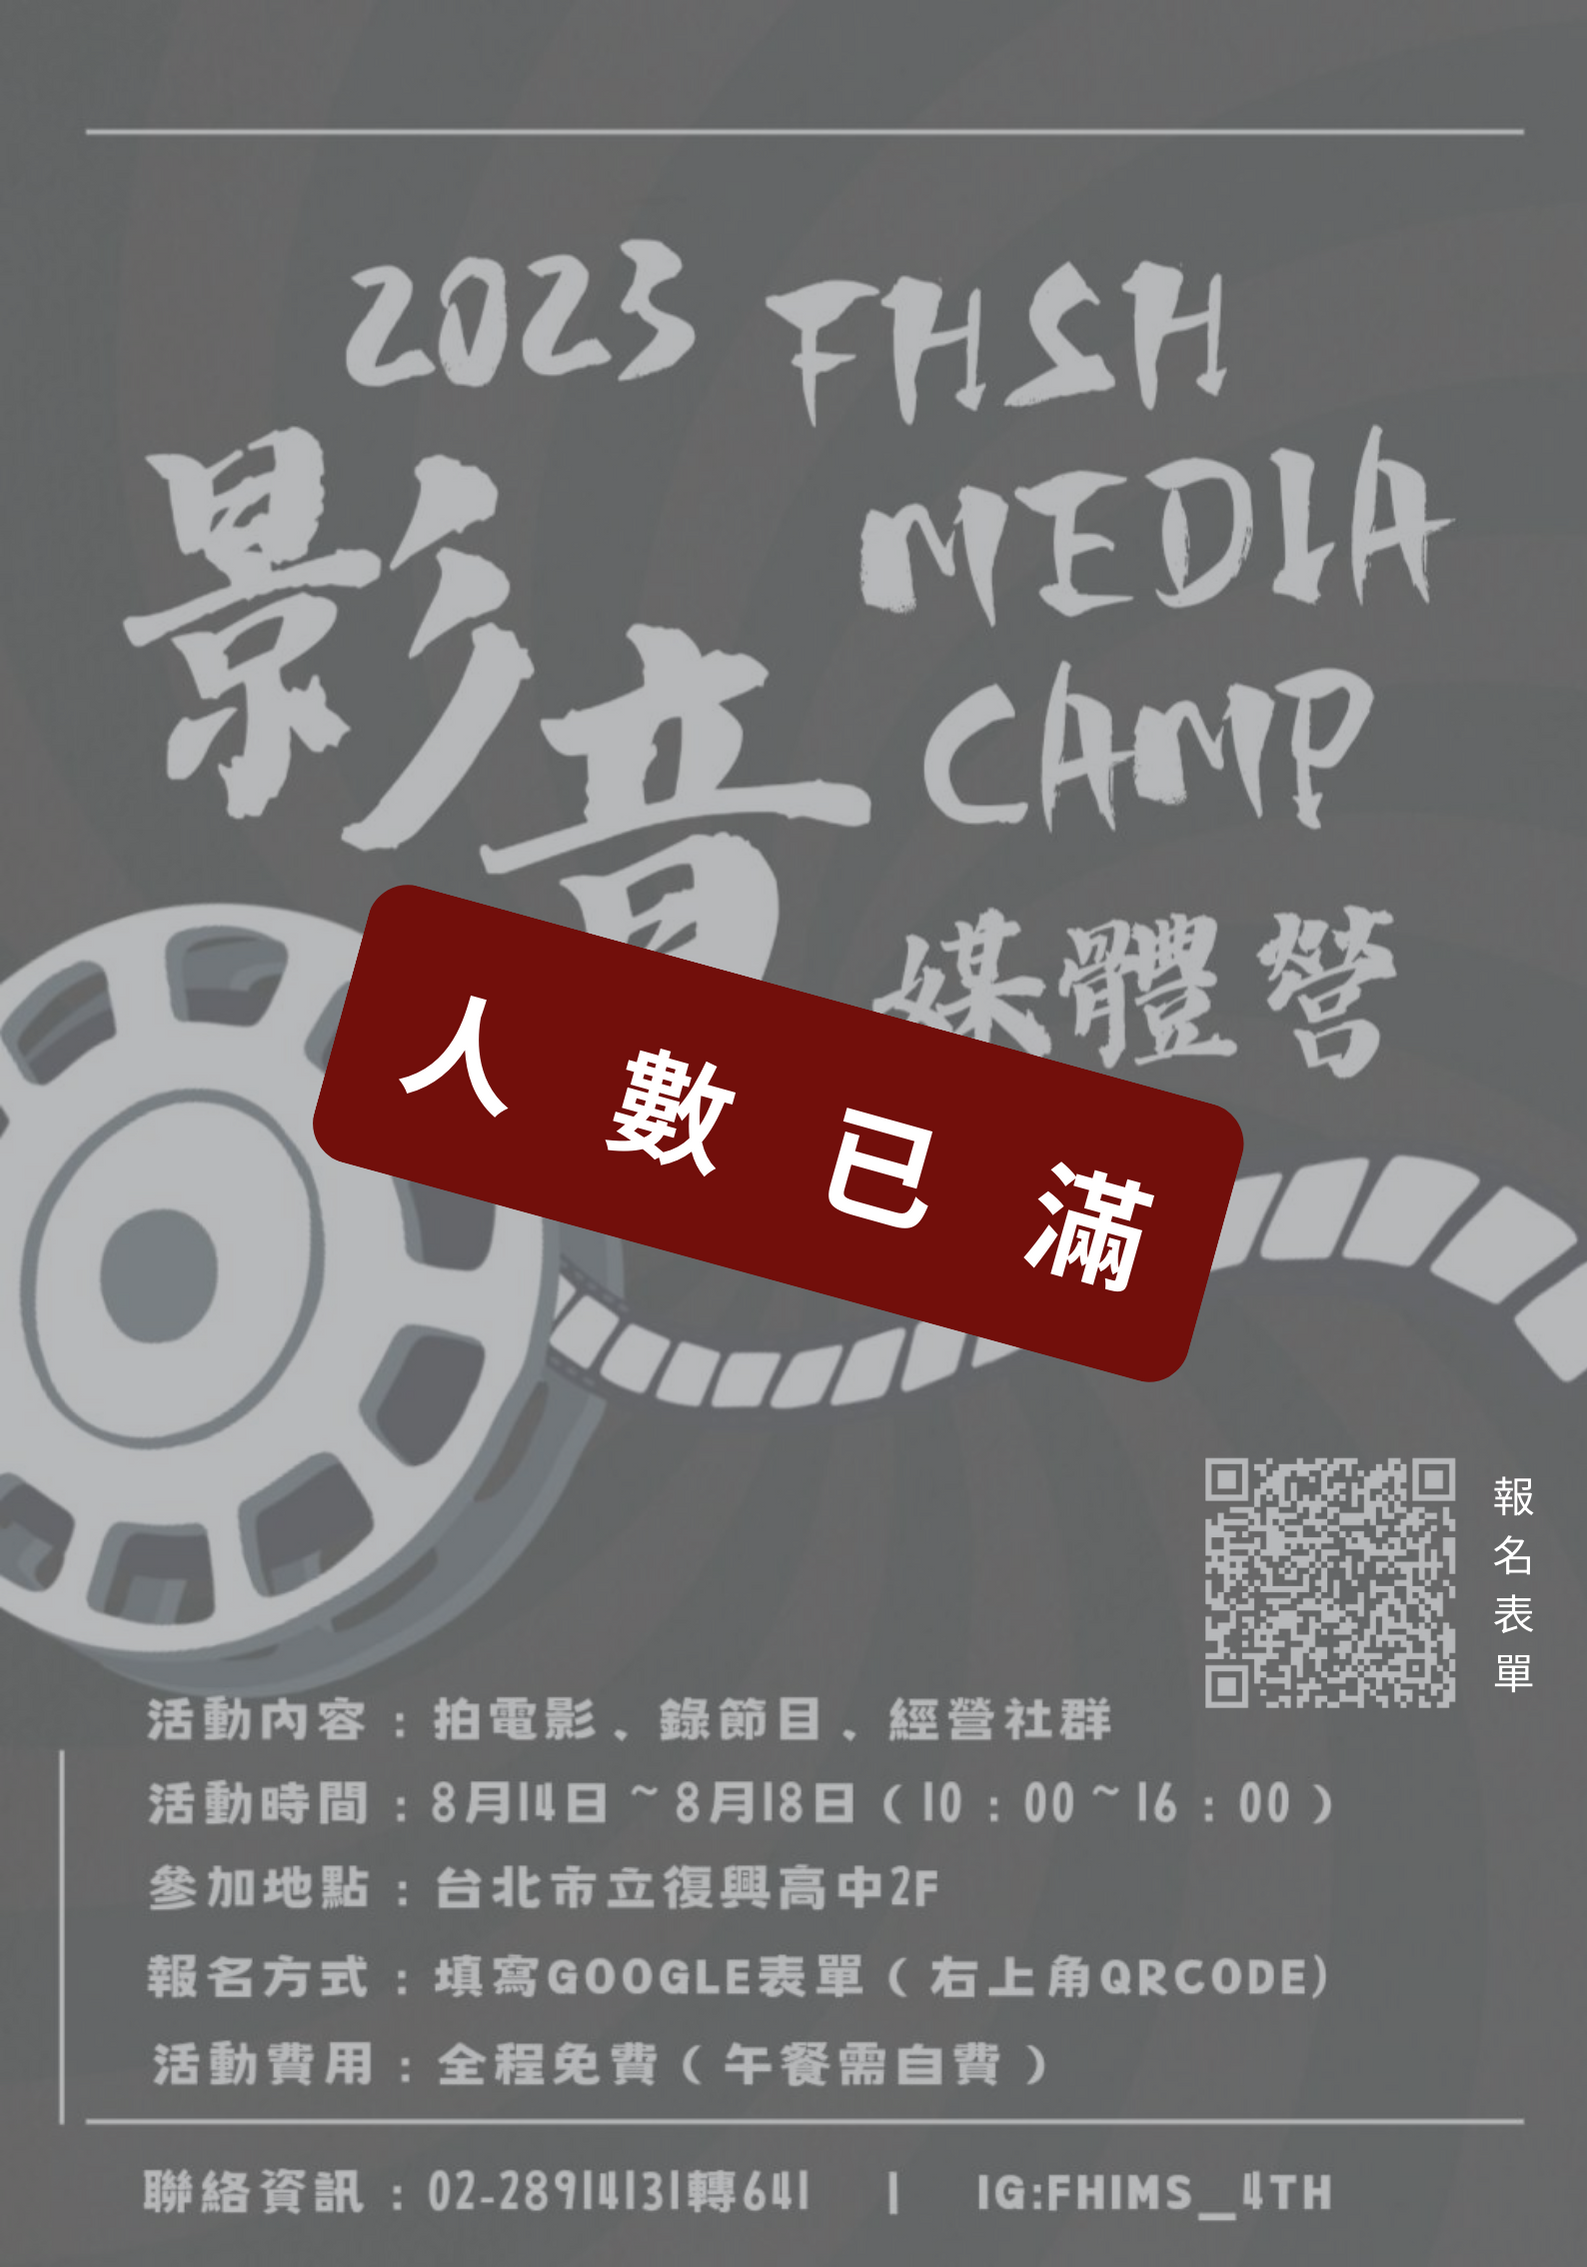 2023 FHSH
影音
MEDIA
CAMP
媒體營
人數已滿
報名表單
活動內容：拍電影、錄節目、經營社群
活動時間：8月14日~8月18日（10：00~16：00）
參加地點：台北市立復興高中2F
報名方式：填寫GOOGLE表單（右上角QRCODE)
活動費用：全程免費（午餐需自費）
聯絡資訊：02-28914131轉641 | IG:FHIMS_4TH